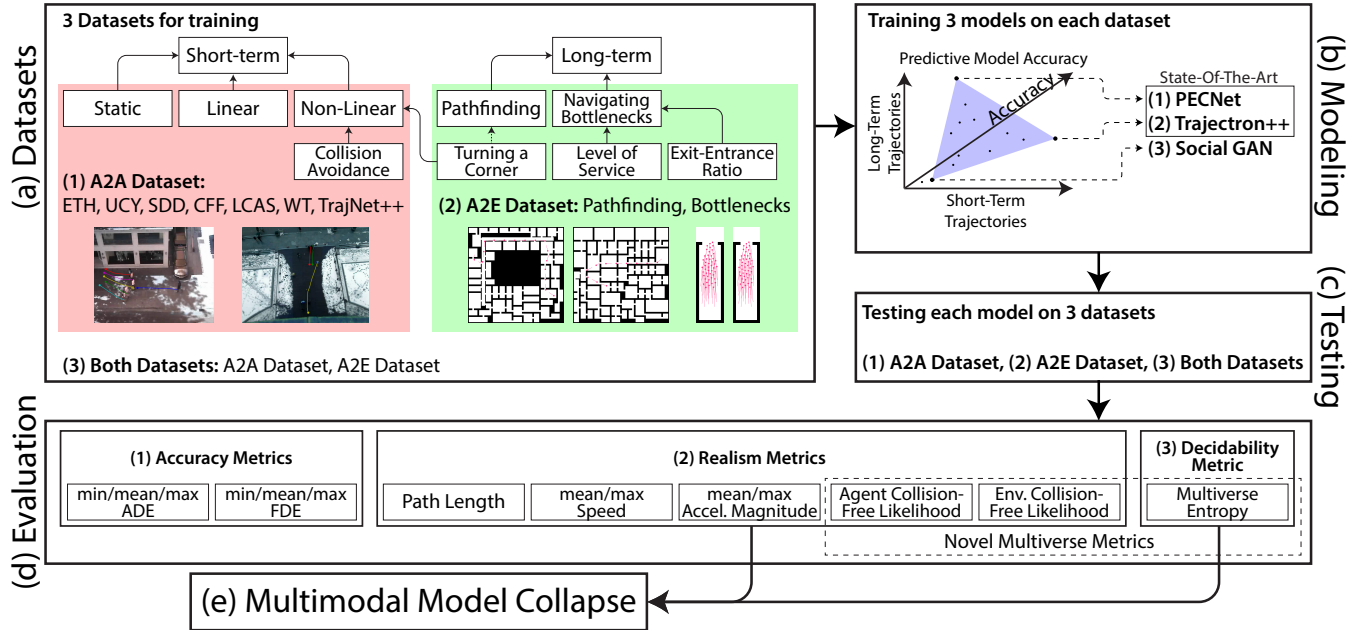 (a) Datasets
3 Datasets for training
Short-term
Long-term
Static
Linear
Non-Linear
Pathfinding
Navigating
Bottlenecks
Collision
Avoidance
Turning a
Corner
Level of
Service
Exit-Entrance
Ratio
(1) A2A Dataset:
ETH, UCY, SDD, CFF, LCAS, WT, TrajNet++
(2) A2E Dataset: Pathfinding, Bottlenecks
(3) Both Datasets: A2A Dataset, A2E Dataset
(b) Modeling
Training 3 models on each dataset
Predictive Model Accuracy
Long-Term
Trajectories
Accuracy
Short-Term
Trajectories
State-Of-The-Art
(1) PECNet
(2) Trajectron++
(3) Social GAN
(c) Testing
Testing each model on 3 datasets
(1) A2A Dataset, (2) A2E Dataset, (3) Both Datasets
(d) Evaluation
(1) Accuracy Metrics
min/mean/max
ADE
min/mean/max
FDE
(2) Realism Metrics
Path Length
mean/max
Speed
mean/max
Accel. Magnitude
Agent Collision-
Free Likelihood
Env. Collision-
Free Likelihood
(3) Decidability
Metric
Multiverse
Entropy
Novel Multiverse Metrics
(e) Multimodal Model Collapse